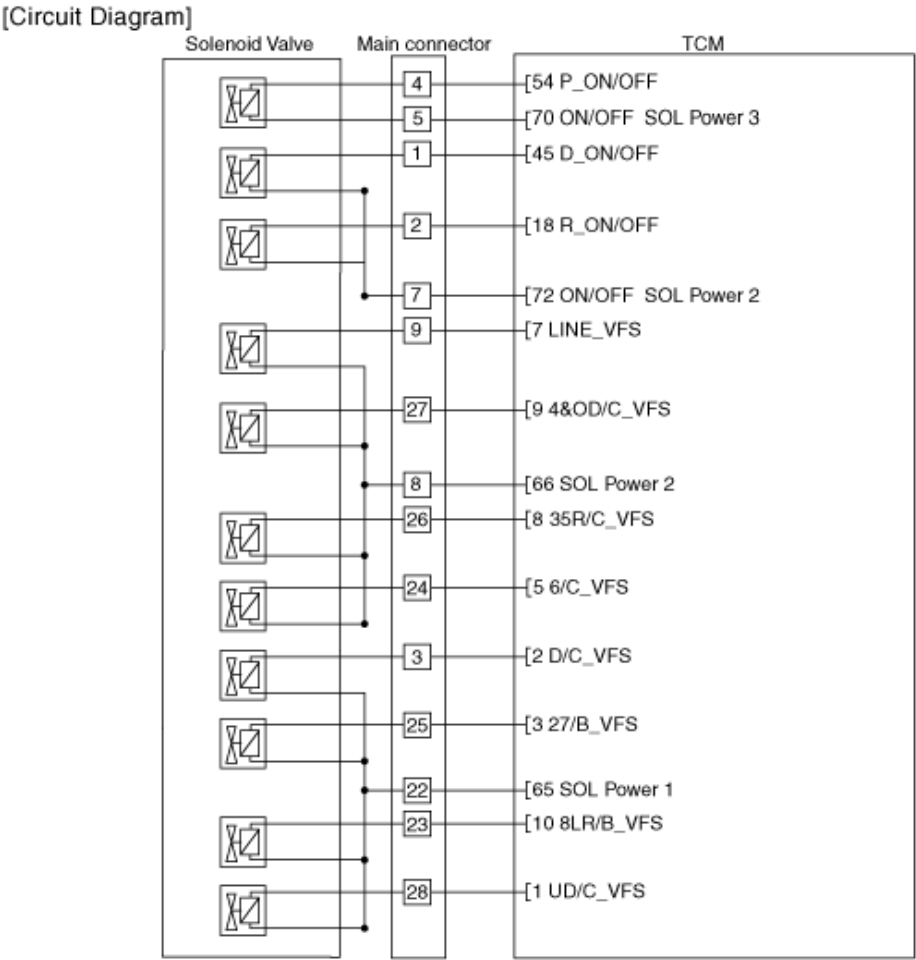 [Circuit Diagram]
Solenoid Valve Main connector TCM
4 [54 P_ON/OFF
5 [70 ON/OFF SOL Power 3
1 [45 D_ON/OFF
2 [18 R_ON/OFF
7 [72 ON/OFF SOL Power 2
9 [7 LINE_VFS
27 [9 4&OD/C_VFS
8 [66 SOL Power 2
26 [8 35R/C_VFS
24 [5 6/C_VFS
3 [2 D/C_VFS
25 [3 27/B_VFS
22 [65 SOL Power 1
23 [10 8LR/B_VFS
28 [1 UD/C_VFS